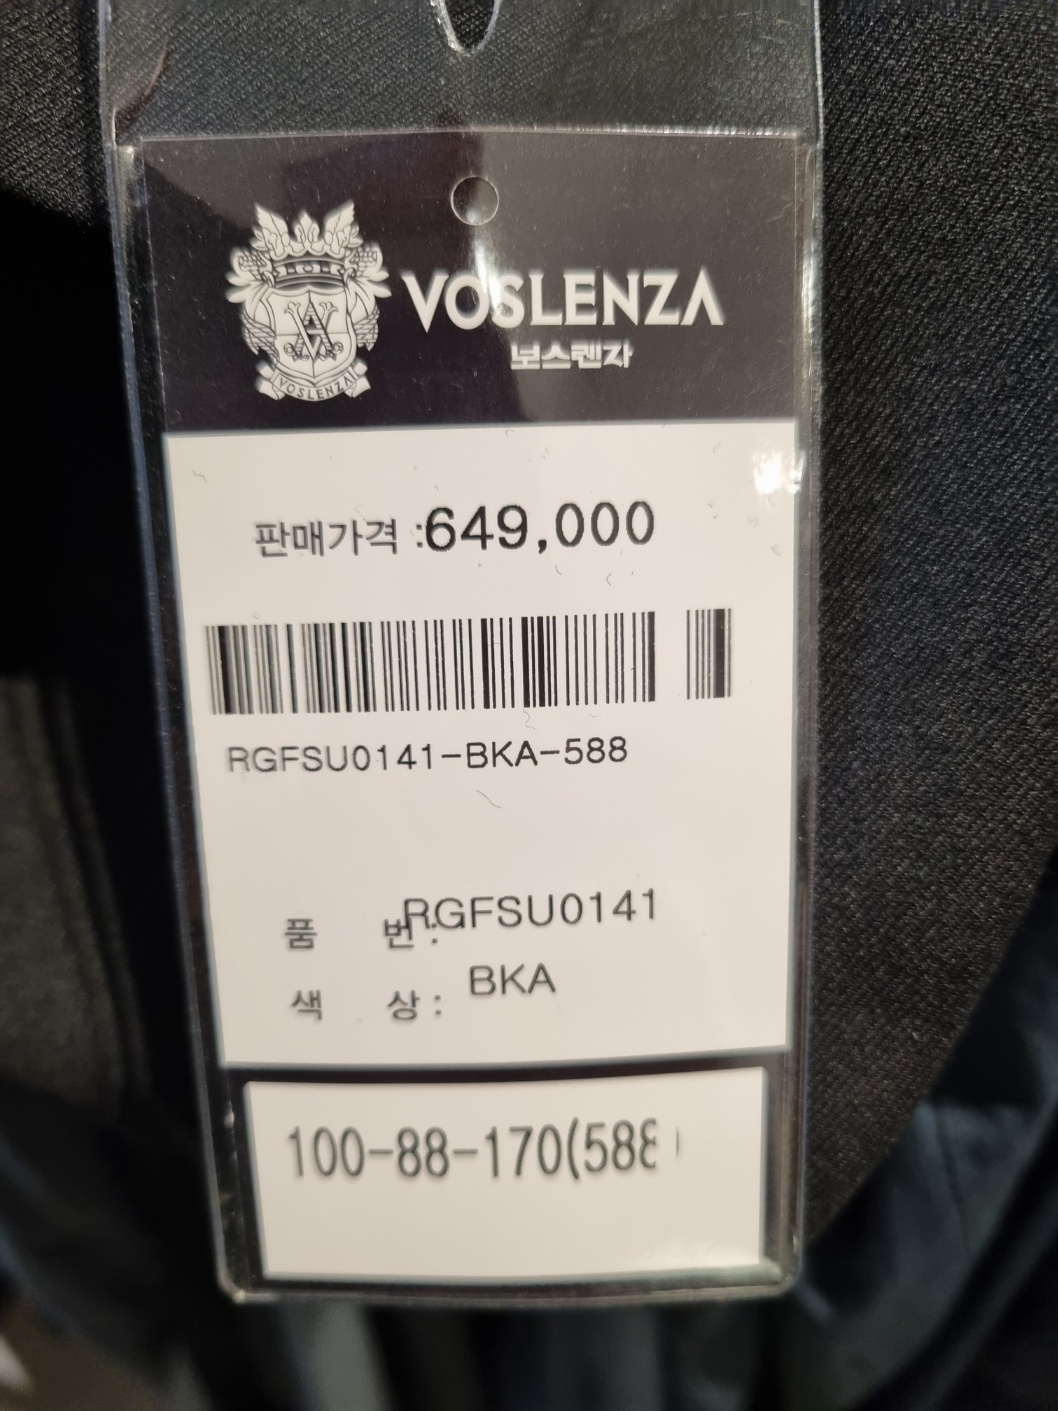 VOSLENZA
보스렌자
VOSLENZA
판매가격 :649,000
RGFSU0141-BKA-588
품 번 : RGFSU0141
색 상 : BKA
100-88-170(588